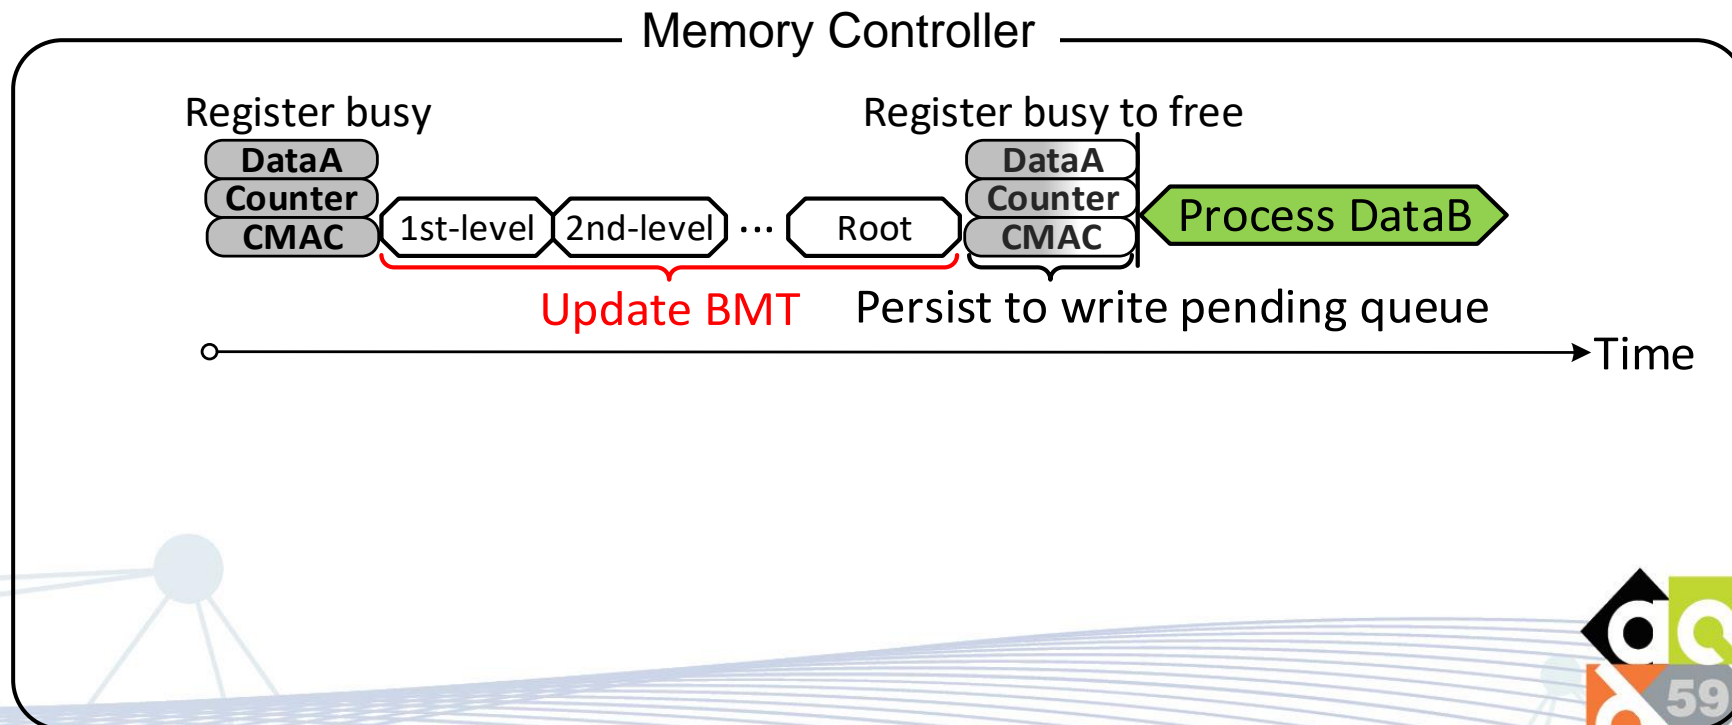 Memory Controller
Register busy
Register busy to free
DataA
Counter
CMAC
1st-level
2nd-level
...
Root
DataA
Counter
CMAC
Process DataB
Update BMT
Persist to write pending queue
Time
59